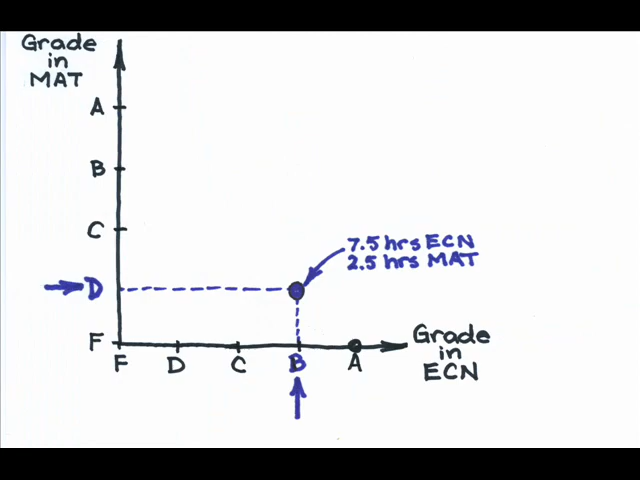 Grade
in
MAT
A
B
C
7.5 hrs ECN
2.5 hrs MAT
D
F
F D C B A
Grade
in
ECN